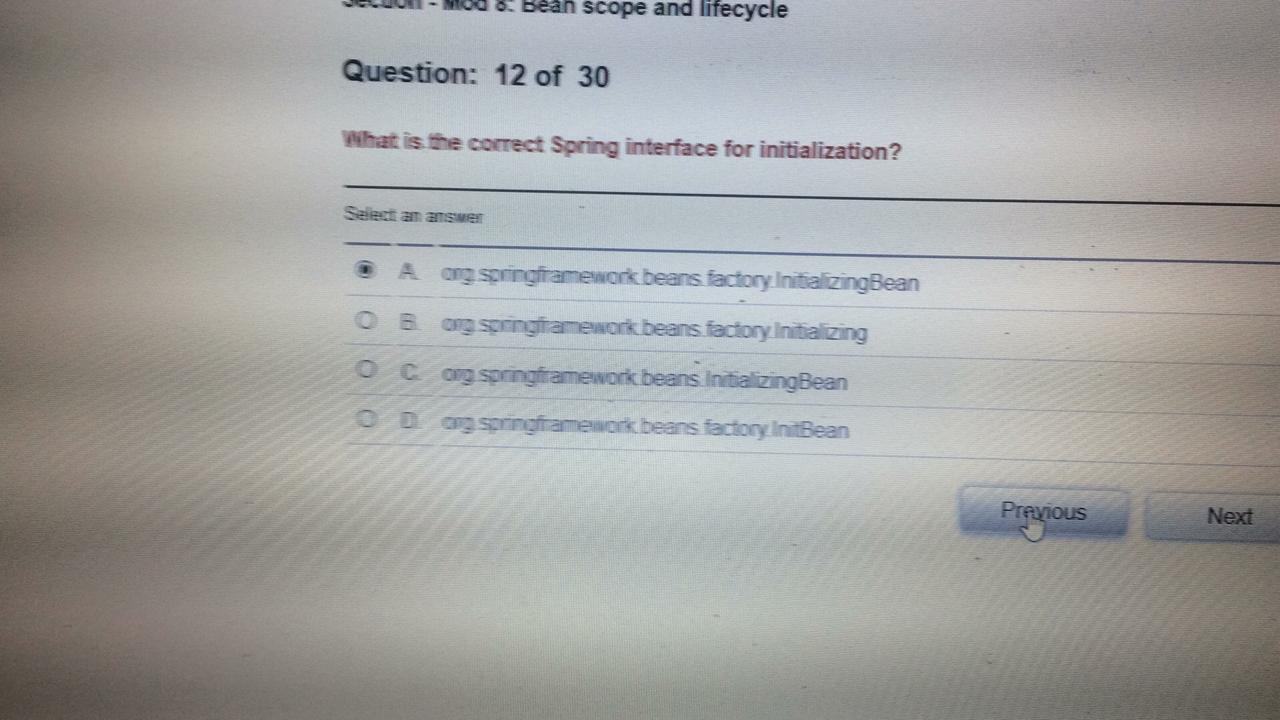 Section - Mod 8: Bean scope and lifecycle
Question: 12 of 30
What is the correct Spring interface for initialization?
Select an answer
A. org.springframework.beans.factory.InitializingBean
B. org.springframework.beans.factory.Initializing
C. org.springframework.beans.InitializingBean
D. org.springframework.beans.factory.InitBean
Previous Next